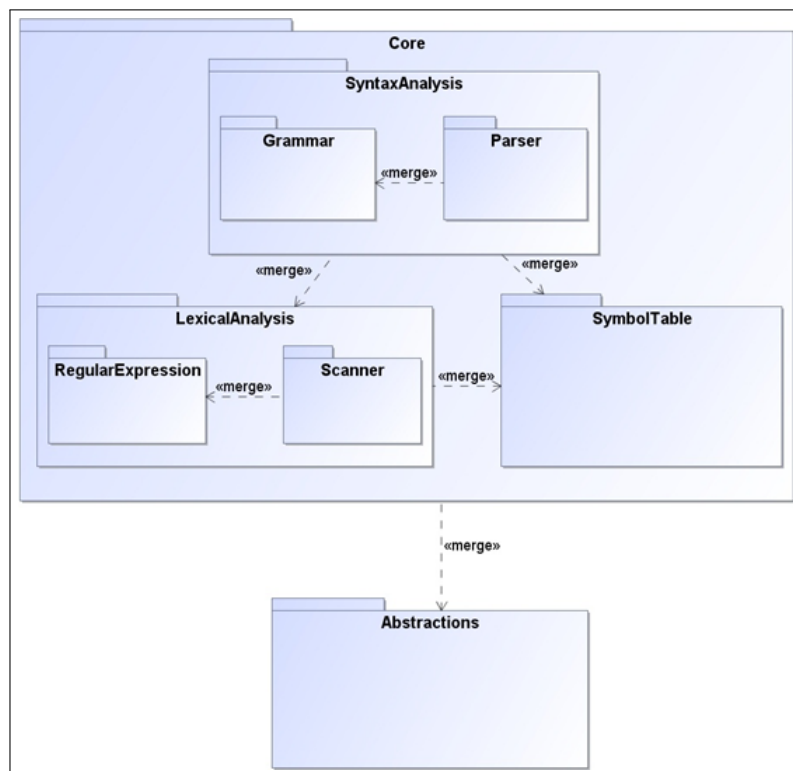 Core
SyntaxAnalysis
Grammar
Parser
«merge»
«merge»
«merge»
LexicalAnalysis
SymbolTable
RegularExpression
Scanner
«merge»
«merge»
«merge»
Abstractions